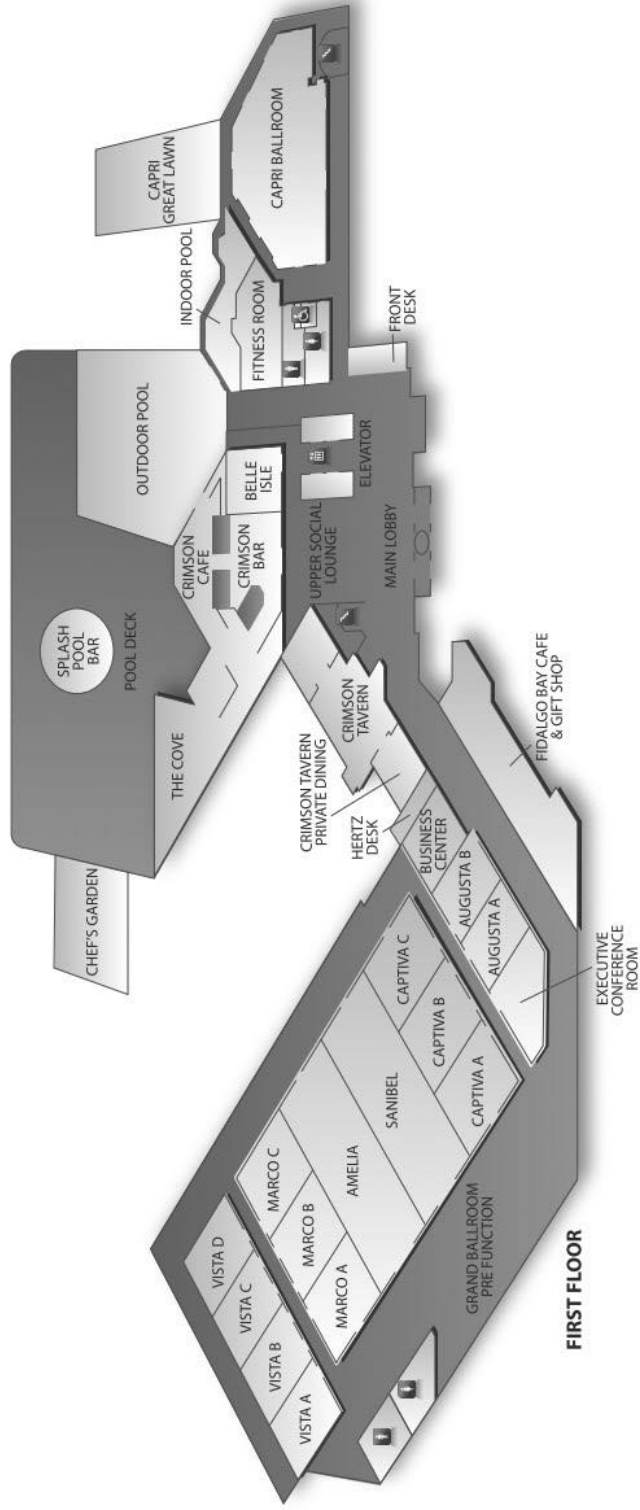 CAPRI
GREAT LAWN
CAPRI BALLROOM
INDOOR POOL
FITNESS ROOM
FRONT
DESK
OUTDOOR POOL
BELLE
ISLE
ELEVATOR
CRIMSON
CAFE
CRIMSON
BAR
UPPER SOCIAL
LOUNGE
MAIN LOBBY
SPLASH
POOL
BAR
POOL DECK
THE COVE
CRIMSON
TAVERN
CRIMSON TAVERN
PRIVATE DINING
FIDALGO BAY CAFE
& GIFT SHOP
HERTZ
DESK
BUSINESS
CENTER
CHEF'S GARDEN
AUGUSTA B
AUGUSTA A
EXECUTIVE
CONFERENCE
ROOM
CAPTIVA C
CAPTIVA B
CAPTIVA A
SANIBEL
AMELIA
MARCO C
MARCO B
MARCO A
GRAND BALLROOM
PRE FUNCTION
VISTA D
VISTA C
VISTA B
VISTA A
FIRST FLOOR